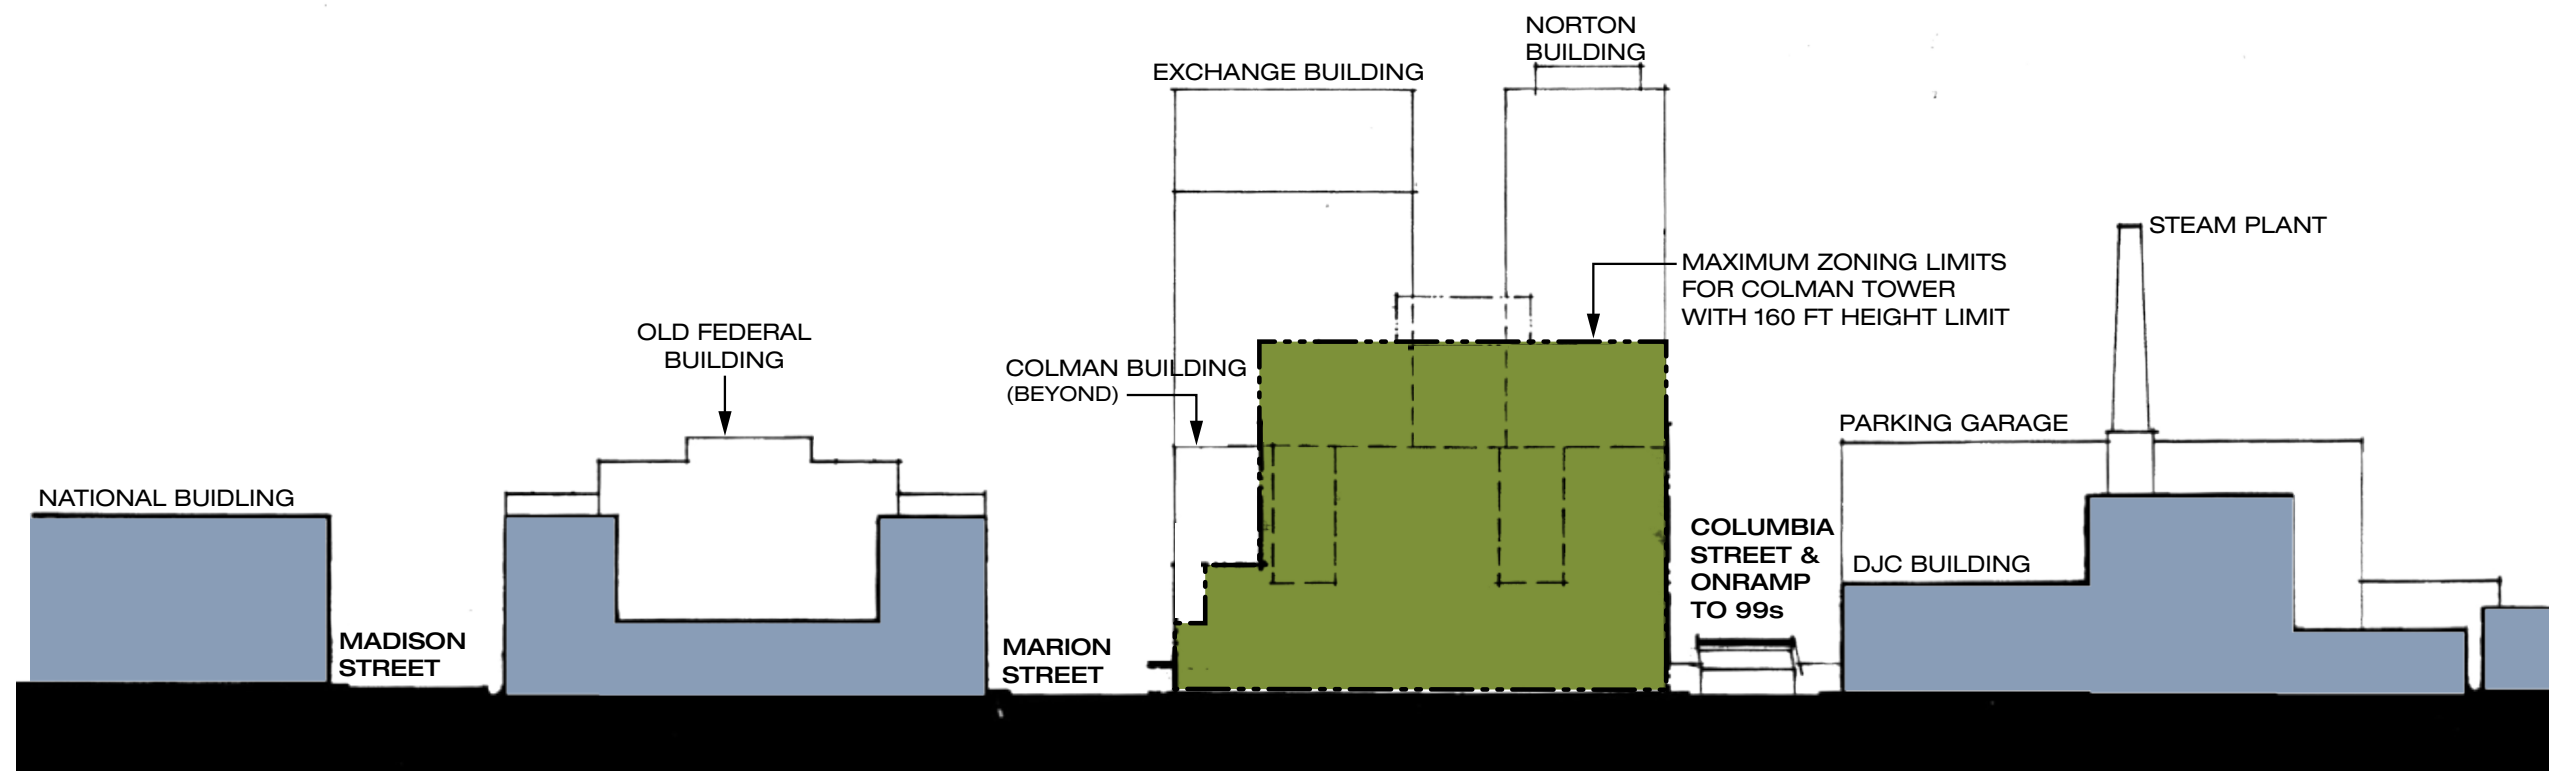 NORTON
BUILDING
EXCHANGE BUILDING
STEAM PLANT
MAXIMUM ZONING LIMITS
FOR COLMAN TOWER
WITH 160 FT HEIGHT LIMIT
OLD FEDERAL
BUILDING
COLMAN BUILDING
(BEYOND)
PARKING GARAGE
NATIONAL BUIDLING
COLUMBIA
STREET &
ONRAMP
TO 99s
DJC BUILDING
MADISON
STREET
MARION
STREET